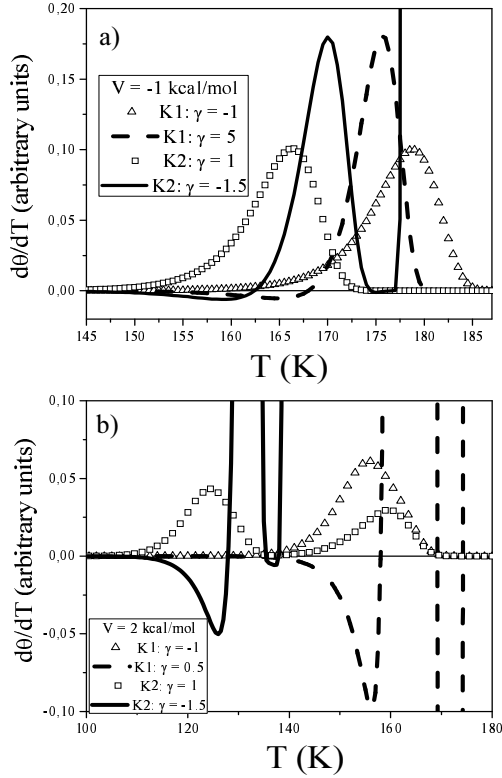 a)
V = -1 kcal/mol
K1: γ = -1
K1: γ = 5
K2: γ = 1
K2: γ = -1.5
dθ/dT (arbitrary units)
0,20
0,15
0,10
0,05
0,00
145 150 155 160 165 170 175 180 185
T (K)
b)
dθ/dT (arbitrary units)
0,10
0,05
0,00
-0,05
-0,10
V = 2 kcal/mol
K1: γ = -1
K1: γ = 0.5
K2: γ = 1
K2: γ = -1.5
100 120 140 160 180
T (K)